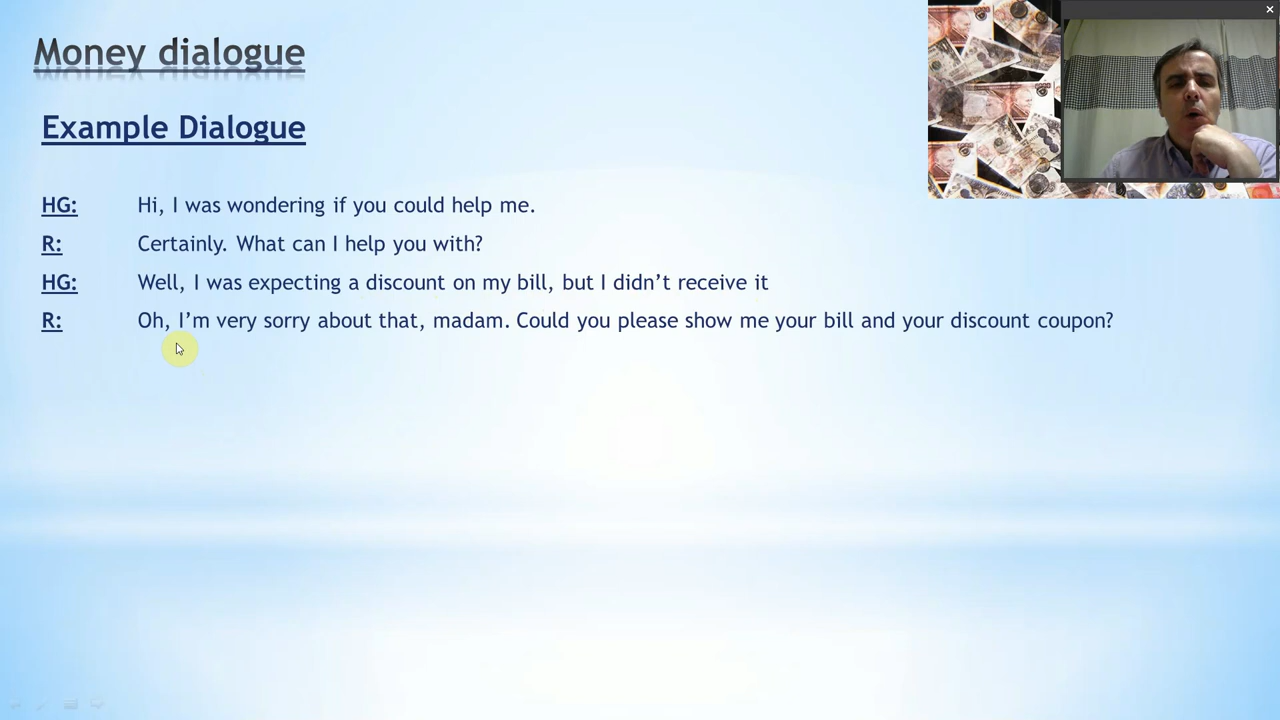 Money dialogue
Example Dialogue
HG: Hi, I was wondering if you could help me.
R: Certainly. What can I help you with?
HG: Well, I was expecting a discount on my bill, but I didn’t receive it
R: Oh, I’m very sorry about that, madam. Could you please show me your bill and your discount coupon?